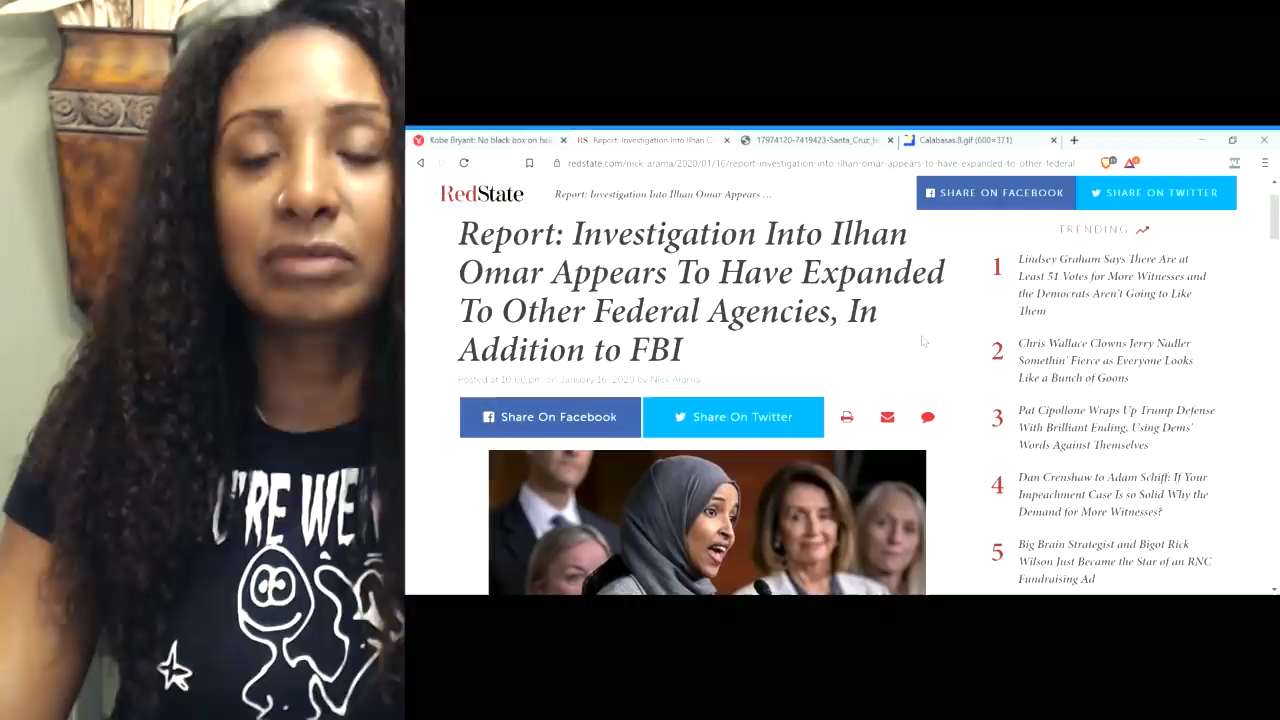 Kobe Bryant: No black box on heli
RS Report: Investigation Into Ilhan O
17974120-7419423-Santa_Cruz_Is
Calabasas.8.gif (600×371)
redstate.com/nick-arama/2020/01/16/report-investigation-into-ilhan-omar-appears-to-have-expanded-to-other-federal
RedState
Report: Investigation Into Ilhan Omar Appears ...
SHARE ON FACEBOOK
SHARE ON TWITTER
Report: Investigation Into Ilhan
Omar Appears To Have Expanded
To Other Federal Agencies, In
Addition to FBI
Posted at 10:00 pm on January 16, 2020 by Nick Arama
Share On Facebook
Share On Twitter
TRENDING
1
Lindsey Graham Says There Are at
Least 51 Votes for More Witnesses and
the Democrats Aren't Going to Like
Them
2
Chris Wallace Clowns Jerry Nadler
Somethin' Fierce as Everyone Looks
Like a Bunch of Goons
3
Pat Cipollone Wraps Up Trump Defense
With Brilliant Ending, Using Dems'
Words Against Themselves
4
Dan Crenshaw to Adam Schiff: If Your
Impeachment Case Is so Solid Why the
Demand for More Witnesses?
5
Big Brain Strategist and Bigot Rick
Wilson Just Became the Star of an RNC
Fundraising Ad
'RE WE